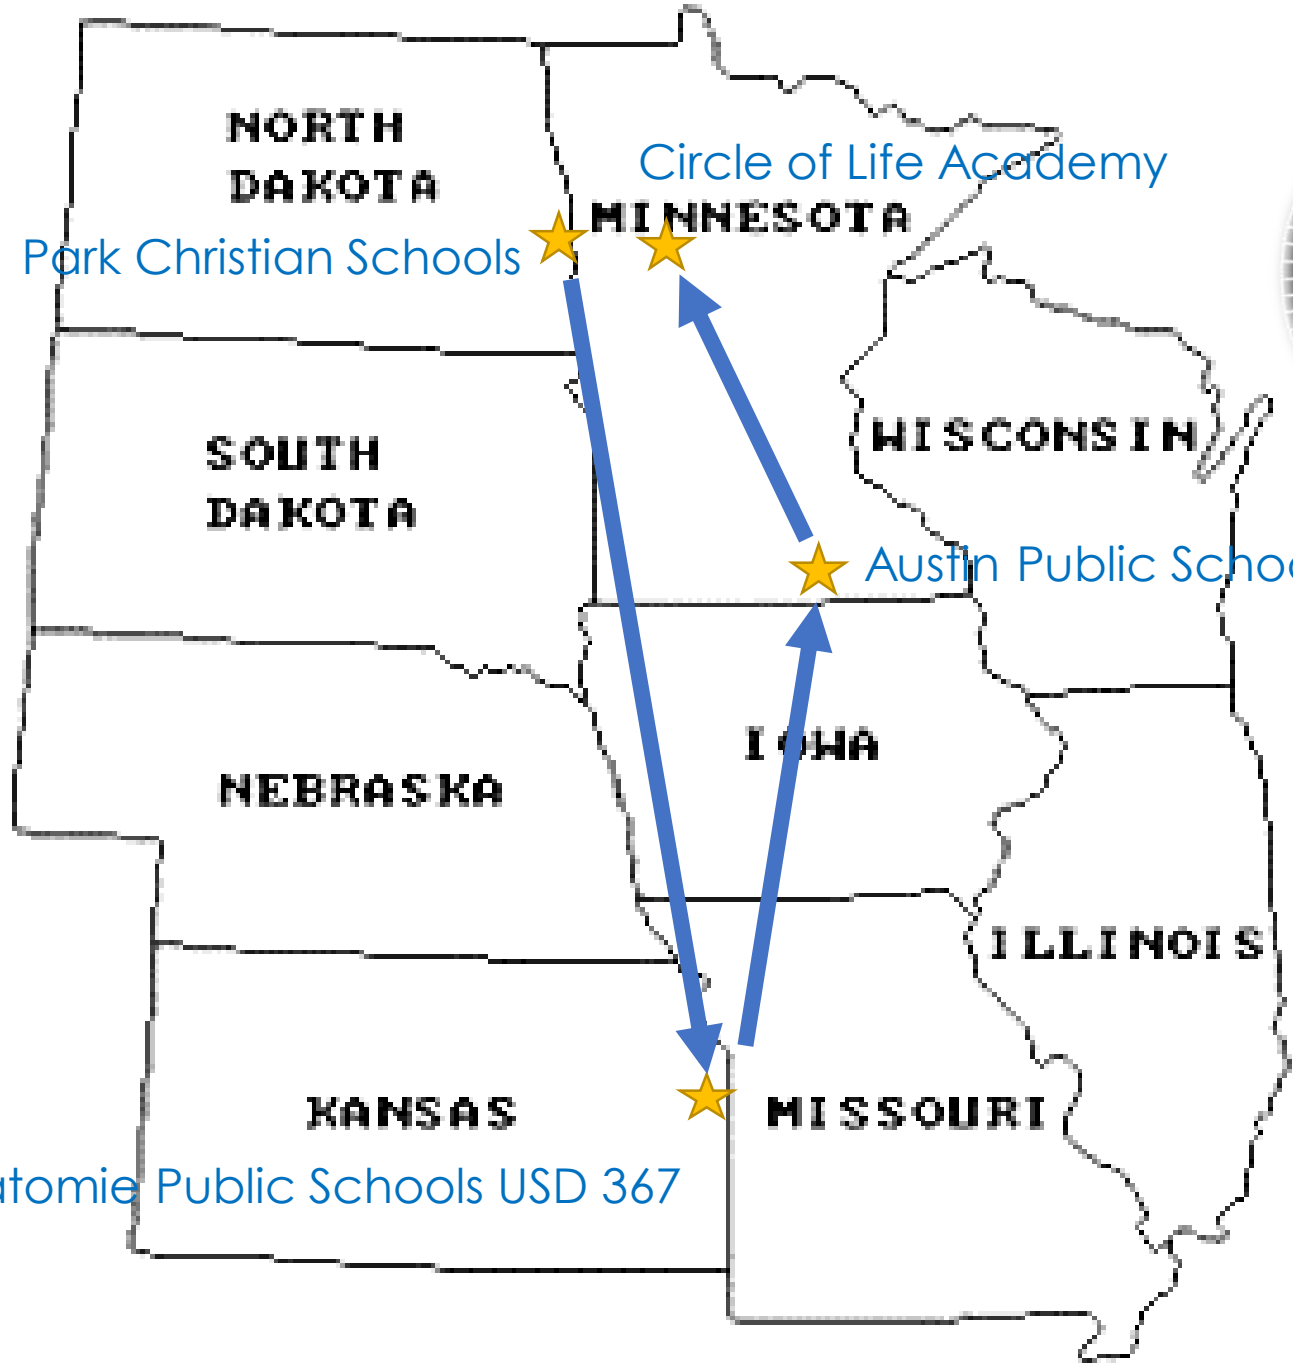 NORTH
DAKOTA
Circle of Life Academy
MINNESOTA
Park Christian Schools
WISCONSIN
SOUTH
DAKOTA
Austin Public
IOWA
NEBRASKA
ILLINOIS
KANSAS
MISSOURI
Public Schools USD 367